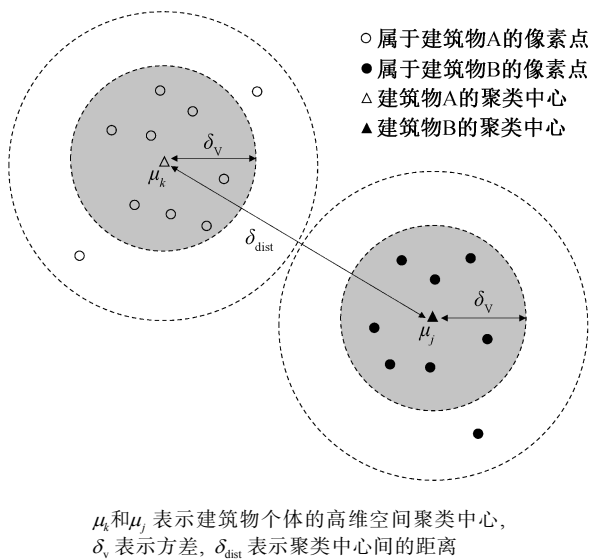 ○ 属于建筑物A的像素点
● 属于建筑物B的像素点
△ 建筑物A的聚类中心
▲ 建筑物B的聚类中心
δV
μk
δdist
δV
μj
μk和μj 表示建筑物个体的高维空间聚类中心,
δv 表示方差, δdist 表示聚类中心间的距离